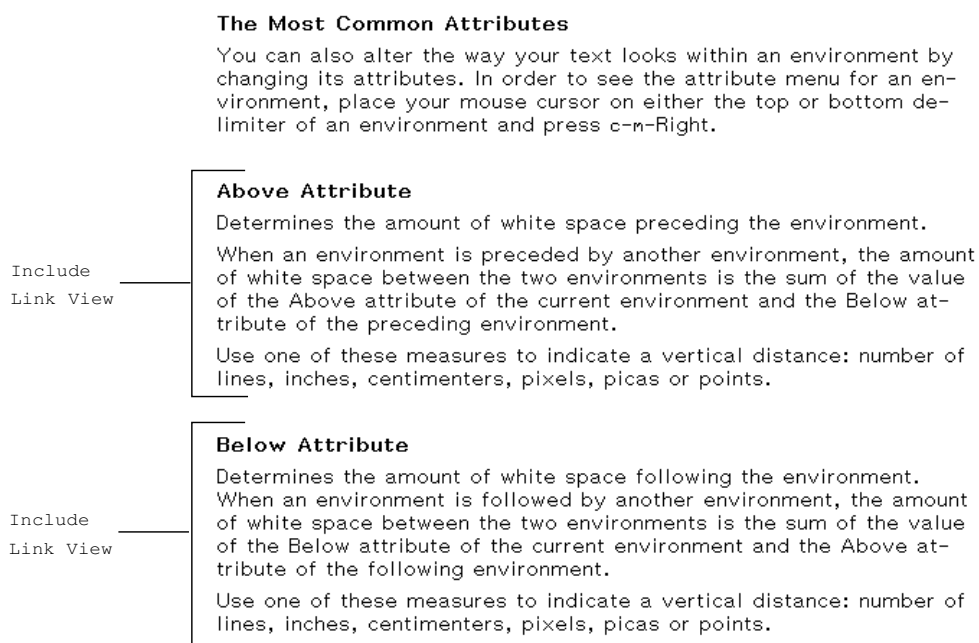 The Most Common Attributes
You can also alter the way your text looks within an environment by
changing its attributes. In order to see the attribute menu for an en-
vironment, place your mouse cursor on either the top or bottom de-
limiter of an environment and press c-m-Right.
Above Attribute
Determines the amount of white space preceding the environment.
When an environment is preceded by another environment, the amount
of white space between the two environments is the sum of the value
of the Above attribute of the current environment and the Below at-
tribute of the preceding environment.
Use one of these measures to indicate a vertical distance: number of
lines, inches, centimenters, pixels, picas or points.
Include
Link View
Below Attribute
Determines the amount of white space following the environment.
When an environment is followed by another environment, the amount
of white space between the two environments is the sum of the value
of the Below attribute of the current environment and the Above at-
tribute of the following environment.
Use one of these measures to indicate a vertical distance: number of
lines, inches, centimenters, pixels, picas or points.
Include
Link View